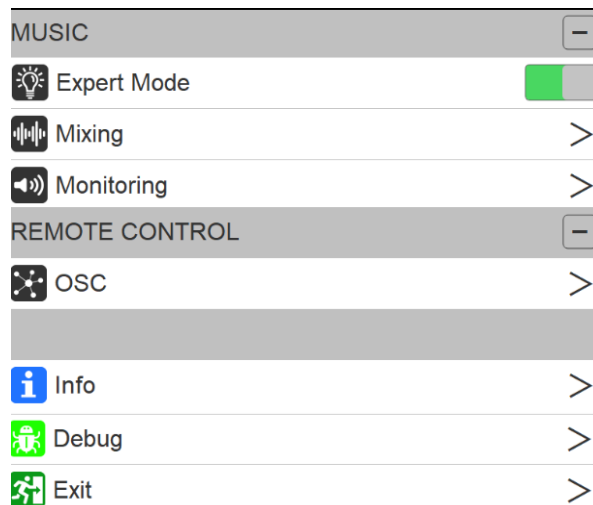 MUSIC
Expert Mode
Mixing
Monitoring
REMOTE CONTROL
OSC
Info
Debug
Exit